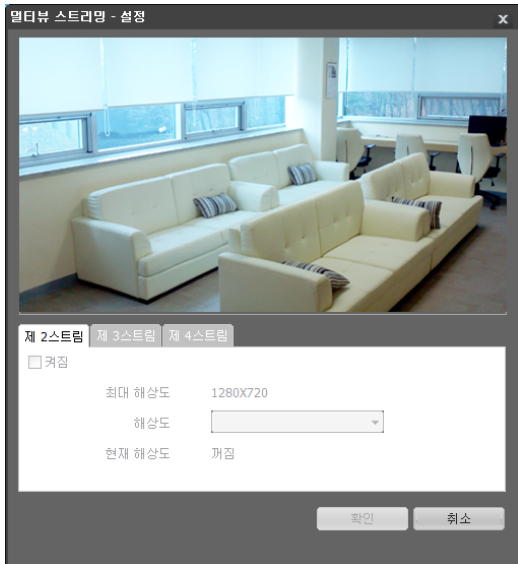 멀티뷰 스트리밍 - 설정 x
제 2스트림 제 3스트림 제 4스트림
켜짐
최대 해상도 1280X720
해상도
현재 해상도 꺼짐
확인 취소